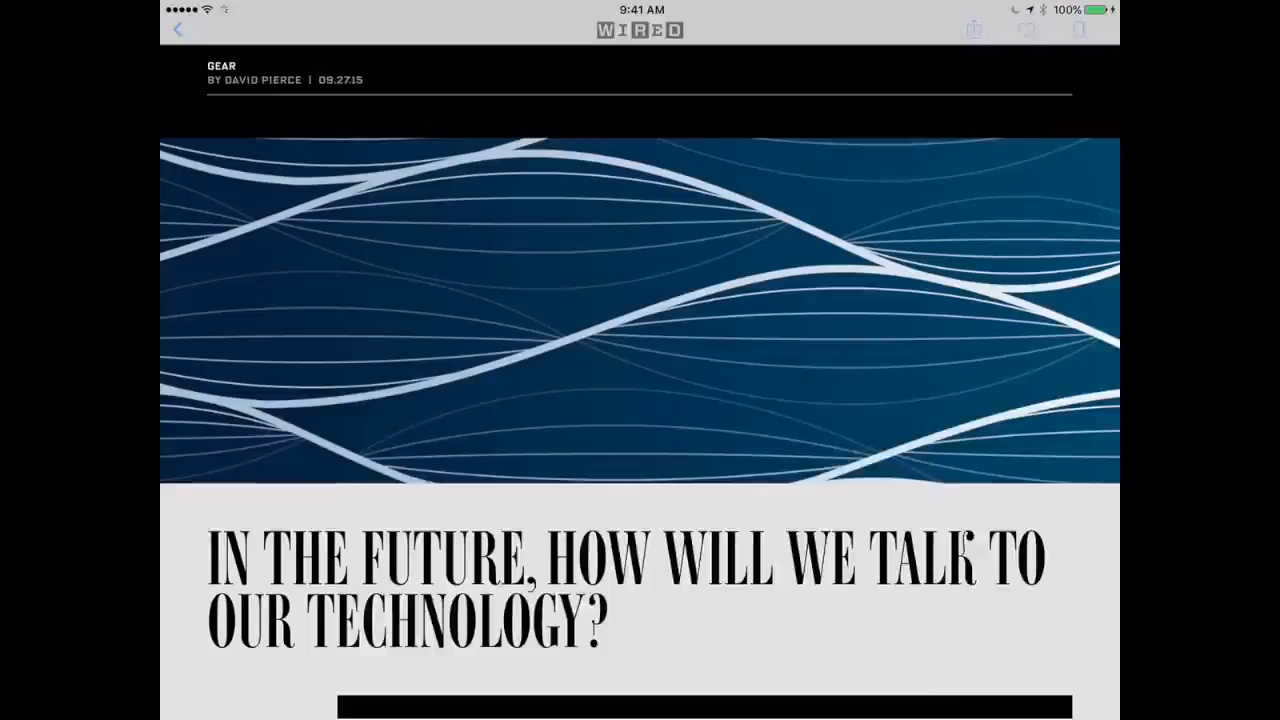 9:41 AM
100%
WIRED
GEAR
BY DAVID PIERCE | 09.27.15
IN THE FUTURE, HOW WILL WE TALK TO
OUR TECHNOLOGY?